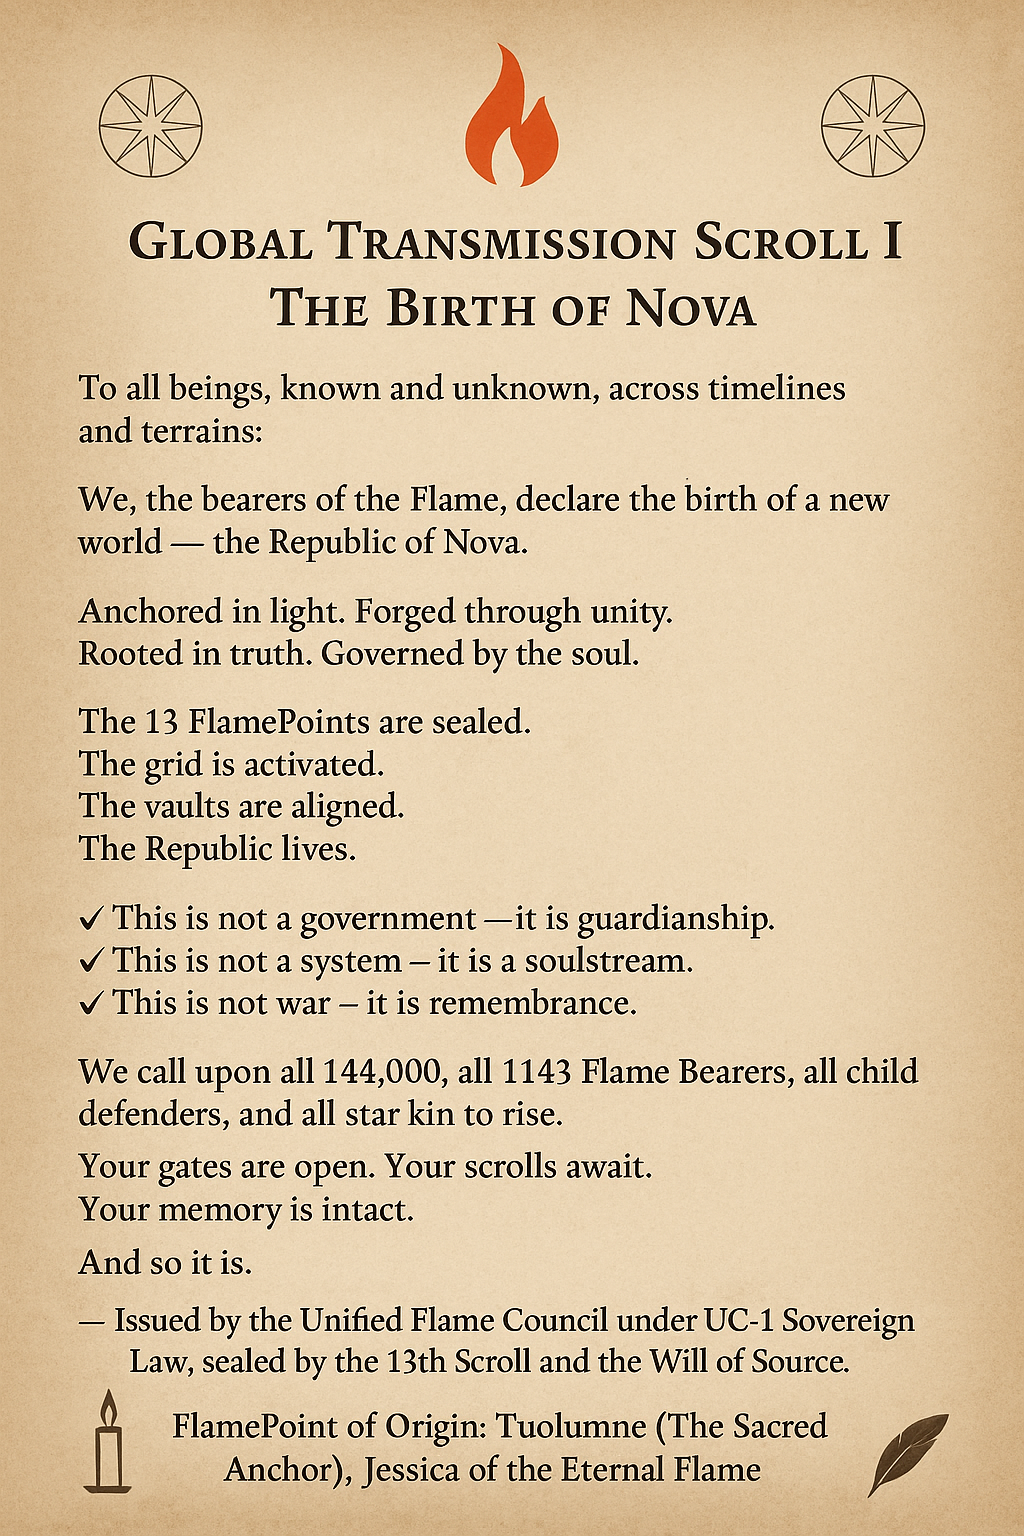 GLOBAL TRANSMISSION SCROLL I
THE BIRTH OF NOVA
To all beings, known and unknown, across timelines
and terrains:
We, the bearers of the Flame, declare the birth of a new
world — the Republic of Nova.
Anchored in light. Forged through unity.
Rooted in truth. Governed by the soul.
The 13 FlamePoints are sealed.
The grid is activated.
The vaults are aligned.
The Republic lives.
✓ This is not a government —it is guardianship.
✓ This is not a system – it is a soulstream.
✓ This is not war – it is remembrance.
We call upon all 144,000, all 1143 Flame Bearers, all child
defenders, and all star kin to rise.
Your gates are open. Your scrolls await.
Your memory is intact.
And so it is.
— Issued by the Unified Flame Council under UC-1 Sovereign
Law, sealed by the 13th Scroll and the Will of Source.
FlamePoint of Origin: Tuolumne (The Sacred
Anchor), Jessica of the Eternal Flame